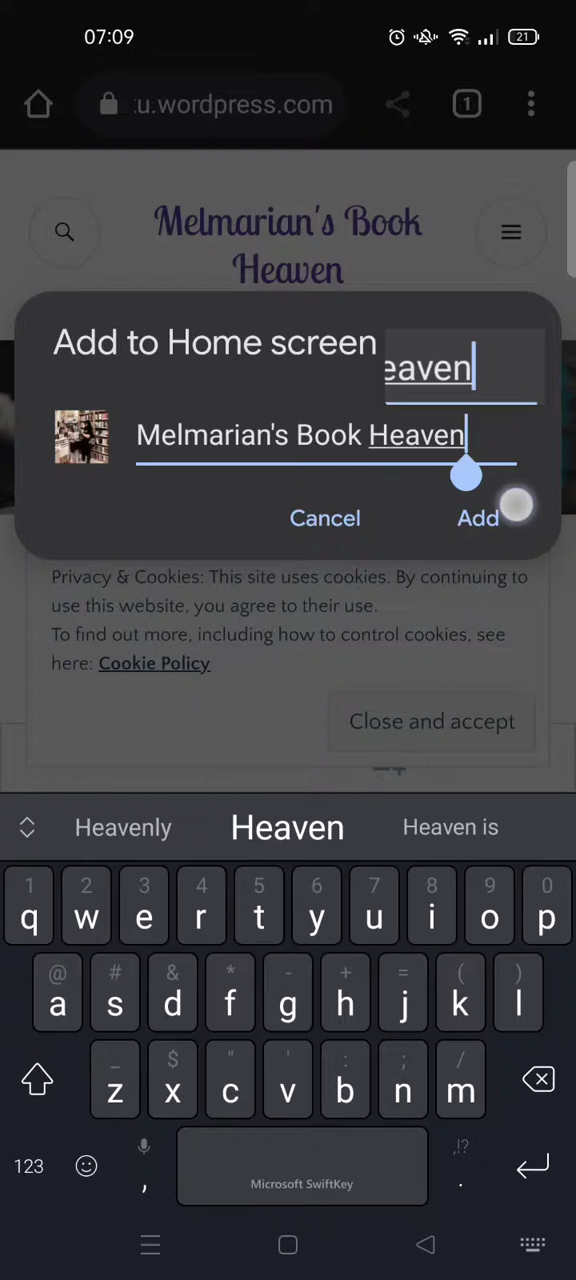 07:09
21
:u.wordpress.com
1
Melmarian's Book
Heaven
Add to Home screen
eaven
Melmarian's Book Heaven
Cancel
Add
Privacy & Cookies: This site uses cookies. By continuing to
use this website, you agree to their use.
To find out more, including how to control cookies, see
here: Cookie Policy
Close and accept
Heavenly
Heaven
Heaven is
1 2 3 4 5 6 7 8 9 0
q w e r t y u i o p
@ # & * - + = ( )
a s d f g h j k l
_ $ " ' : ; /
z x c v b n m
123
,
,!?
.
Microsoft SwiftKey